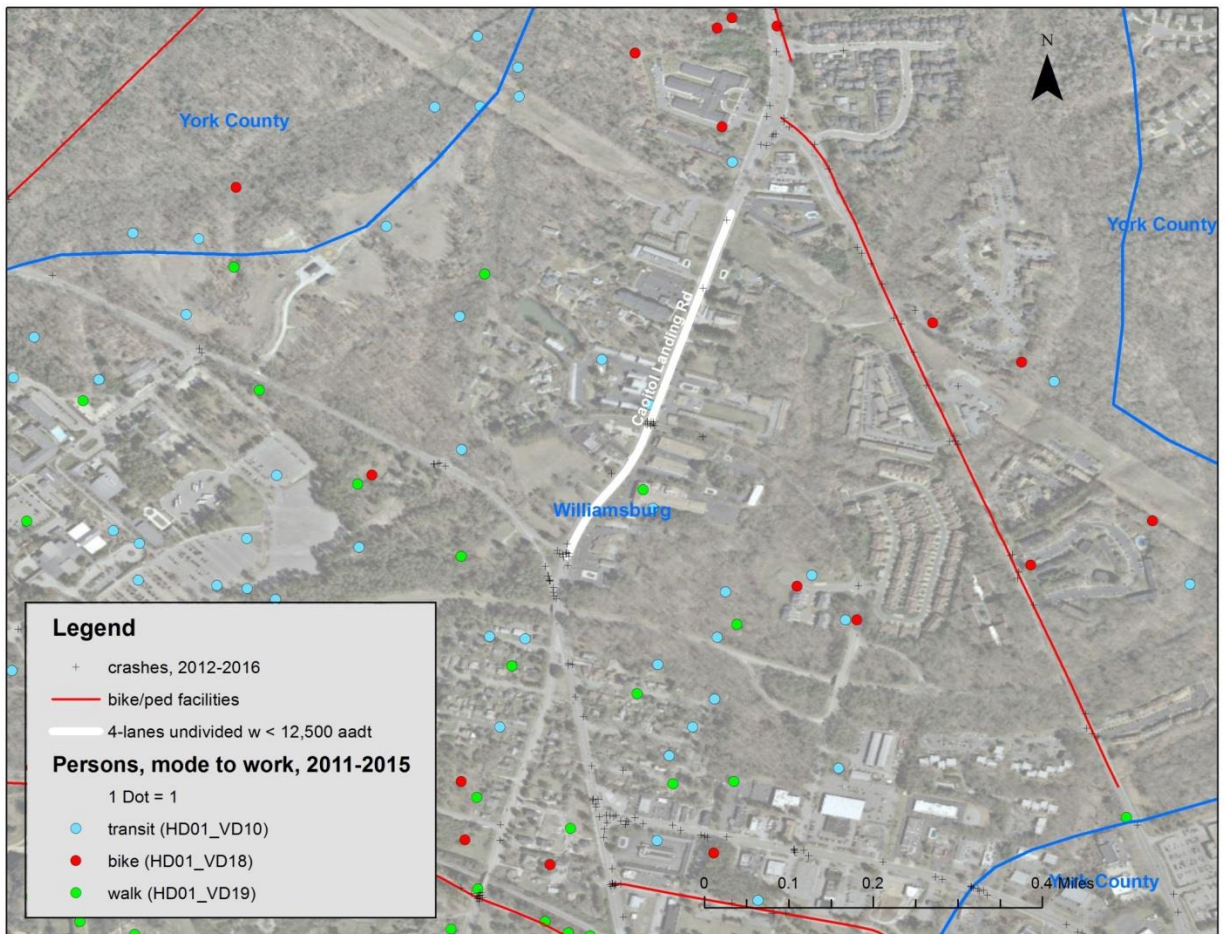 N
York County
York County
Capitol Landing Rd
Williamsburg
Legend
crashes, 2012-2016
bike/ped facilities
4-lanes undivided w < 12,500 aadt
Persons, mode to work, 2011-2015
1 Dot = 1
transit (HD01_VD10)
bike (HD01_VD18)
walk (HD01_VD19)
0 0.1 0.2 0.4 Miles
York County